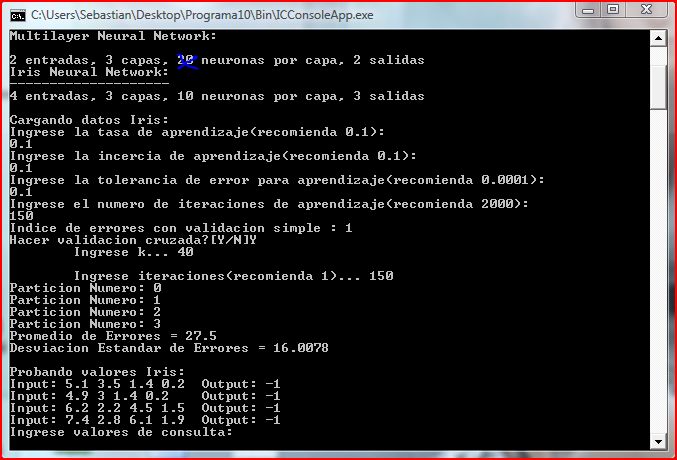 C:\Users\Sebastian\Desktop\Programa10\Bin\ICConsoleApp.exe
Multilayer Neural Network:
2 entradas, 3 capas, 20 neuronas por capa, 2 salidas
Iris Neural Network:
--------------------
4 entradas, 3 capas, 10 neuronas por capa, 3 salidas
Cargando datos Iris:
Ingrese la tasa de aprendizaje(recomienda 0.1):
0.1
Ingrese la incercia de aprendizaje(recomienda 0.1):
0.1
Ingrese la tolerancia de error para aprendizaje(recomienda 0.0001):
0.1
Ingrese el numero de iteraciones de aprendizaje(recomienda 2000):
150
Indice de errores con validacion simple : 1
Hacer validacion cruzada?[Y/N]Y
Ingrese k... 40
Ingrese iteraciones(recomienda 1)... 150
Particion Numero: 0
Particion Numero: 1
Particion Numero: 2
Particion Numero: 3
Promedio de Errores = 27.5
Desviacion Estandar de Errores = 16.0078
Probando valores Iris:
Input: 5.1 3.5 1.4 0.2  Output: -1
Input: 4.9 3 1.4 0.2    Output: -1
Input: 6.2 2.2 4.5 1.5  Output: -1
Input: 7.4 2.8 6.1 1.9  Output: -1
Ingrese valores de consulta: